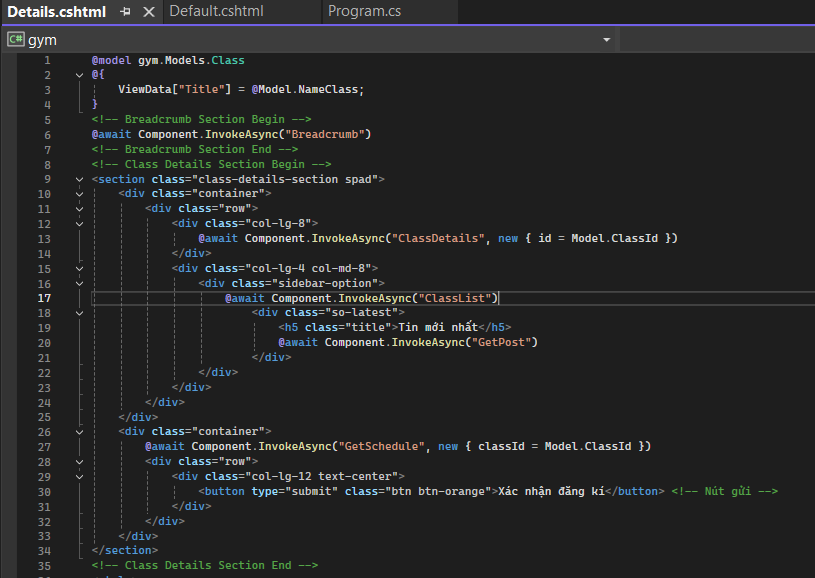 Details.cshtml Default.cshtml Program.cs
C# gym
1 @model gym.Models.Class
2 @{
3 ViewData["Title"] = @Model.NameClass;
4 }
5 <!-- Breadcrumb Section Begin -->
6 @await Component.InvokeAsync("Breadcrumb")
7 <!-- Breadcrumb Section End -->
8 <!-- Class Details Section Begin -->
9 <section class="class-details-section spad">
10 <div class="container">
11 <div class="row">
12 <div class="col-lg-8">
13 @await Component.InvokeAsync("ClassDetails", new { id = Model.ClassId })
14 </div>
15 <div class="col-lg-4 col-md-8">
16 <div class="sidebar-option">
17 @await Component.InvokeAsync("ClassList")
18 <div class="so-latest">
19 <h5 class="title">Tin mới nhất</h5>
20 @await Component.InvokeAsync("GetPost")
21 </div>
22 </div>
23 </div>
24 </div>
25 </div>
26 <div class="container">
27 @await Component.InvokeAsync("GetSchedule", new { classId = Model.ClassId })
28 <div class="row">
29 <div class="col-lg-12 text-center">
30 <button type="submit" class="btn btn-orange">Xác nhận đăng kí</button> <!-- Nút gửi -->
31 </div>
32 </div>
33 </div>
34 </section>
35 <!-- Class Details Section End -->